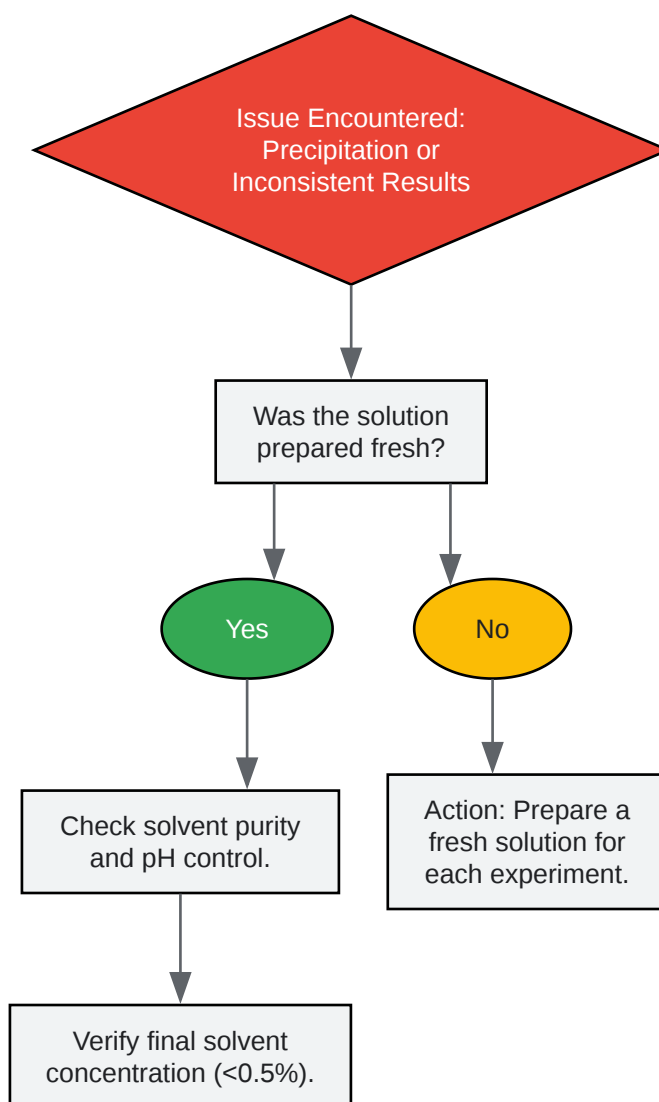 Issue Encountered:
Precipitation or
Inconsistent Results
Was the solution
prepared fresh?
Yes
No
Check solvent purity
and pH control.
Action: Prepare a
fresh solution for
each experiment.
Verify final solvent
concentration (<0.5%).